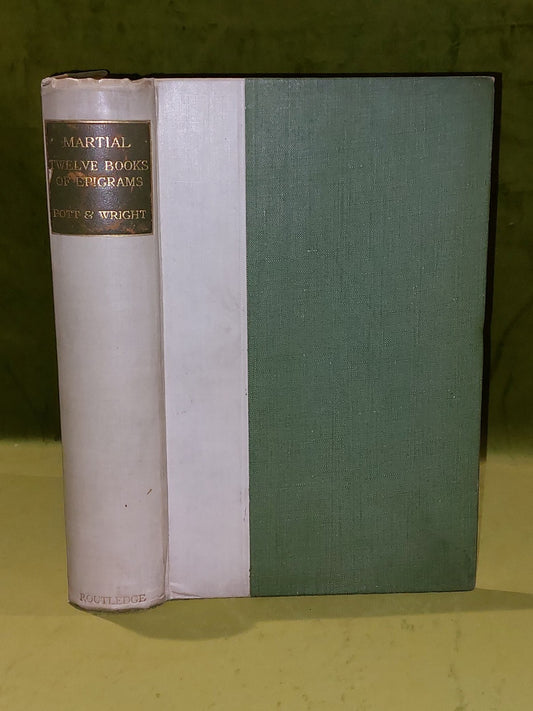 MARTIAL
TWELVE BOOKS
OF EPIGRAMS
POTT & WRIGHT
ROUTLEDGE